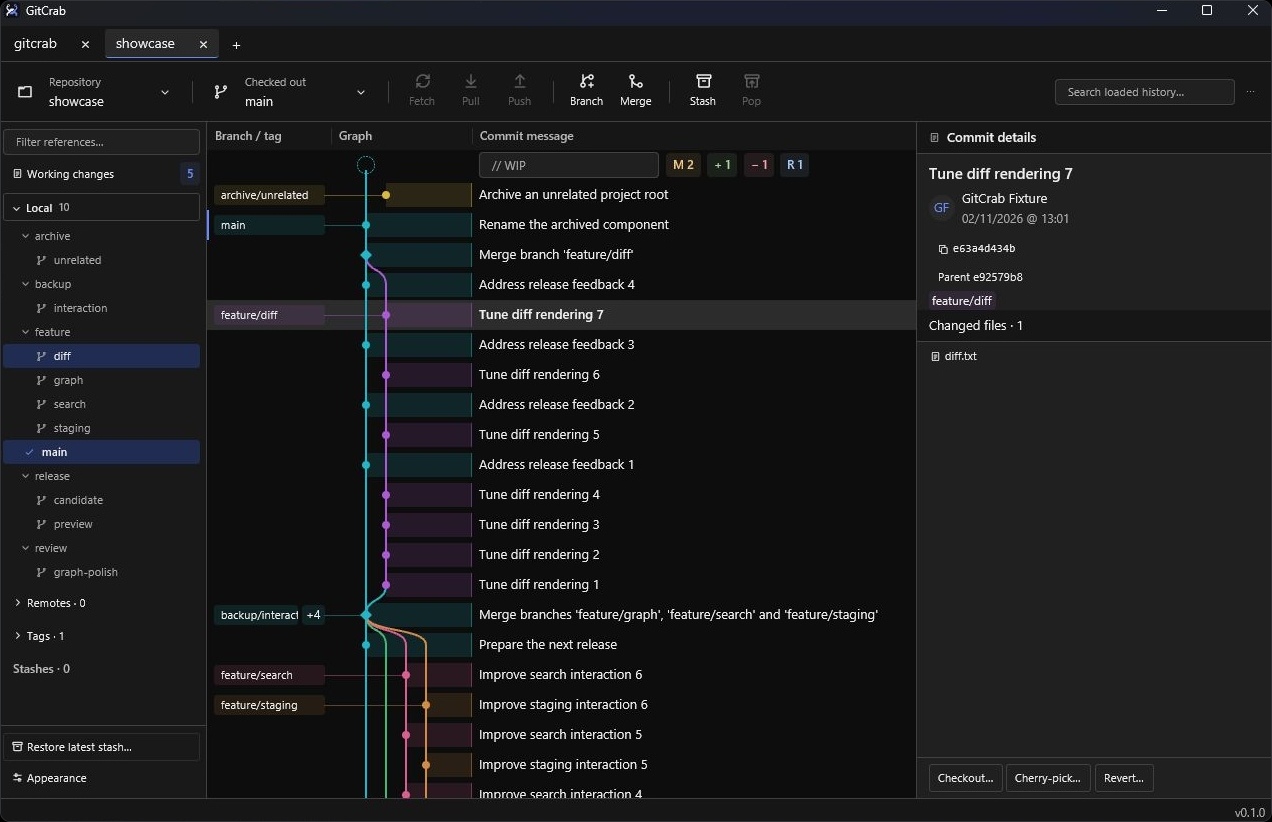 GitCrab
gitcrab
showcase
Repository
showcase
Checked out
main
Fetch
Pull
Push
Branch
Merge
Stash
Pop
Search loaded history...
Filter references...
Working changes 5
Local 10
archive
unrelated
backup
interaction
feature
diff
graph
search
staging
main
release
candidate
preview
review
graph-polish
Remotes · 0
Tags · 1
Stashes · 0
Restore latest stash...
Appearance
Branch / tag Graph Commit message
// WIP M 2 + 1 − 1 R 1
archive/unrelated Archive an unrelated project root
main Rename the archived component
Merge branch 'feature/diff'
Address release feedback 4
feature/diff Tune diff rendering 7
Address release feedback 3
Tune diff rendering 6
Address release feedback 2
Tune diff rendering 5
Address release feedback 1
Tune diff rendering 4
Tune diff rendering 3
Tune diff rendering 2
Tune diff rendering 1
backup/interact +4 Merge branches 'feature/graph', 'feature/search' and 'feature/staging'
Prepare the next release
feature/search Improve search interaction 6
feature/staging Improve staging interaction 6
Improve search interaction 5
Improve staging interaction 5
Improve search interaction 4
Commit details
Tune diff rendering 7
GF
GitCrab Fixture
02/11/2026 @ 13:01
e63a4d434b
Parent e92579b8
feature/diff
Changed files · 1
diff.txt
Checkout... Cherry-pick... Revert...
v0.1.0